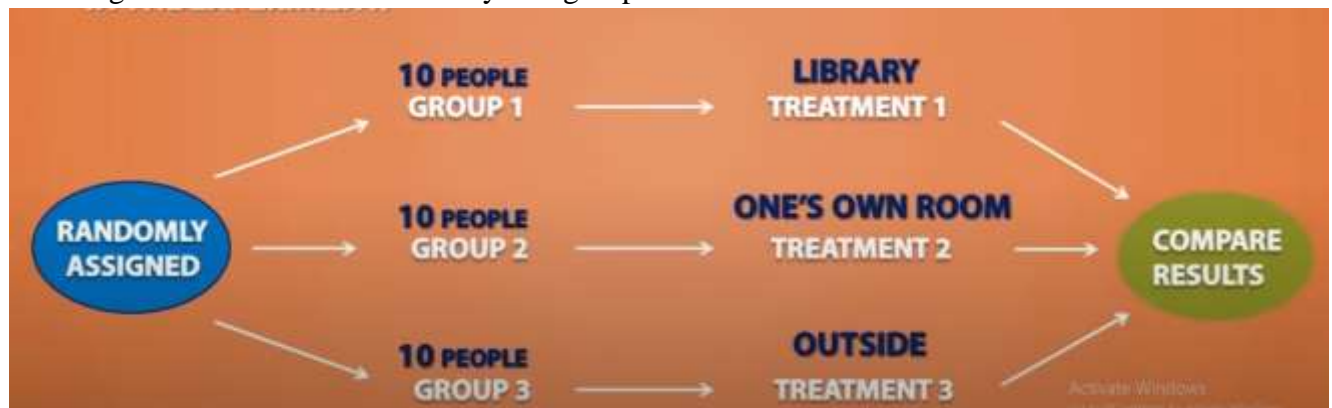 10 PEOPLE
GROUP 1
LIBRARY
TREATMENT 1
RANDOMLY
ASSIGNED
10 PEOPLE
GROUP 2
ONE'S OWN ROOM
TREATMENT 2
COMPARE
RESULTS
10 PEOPLE
GROUP 3
OUTSIDE
TREATMENT 3
Activate Windows